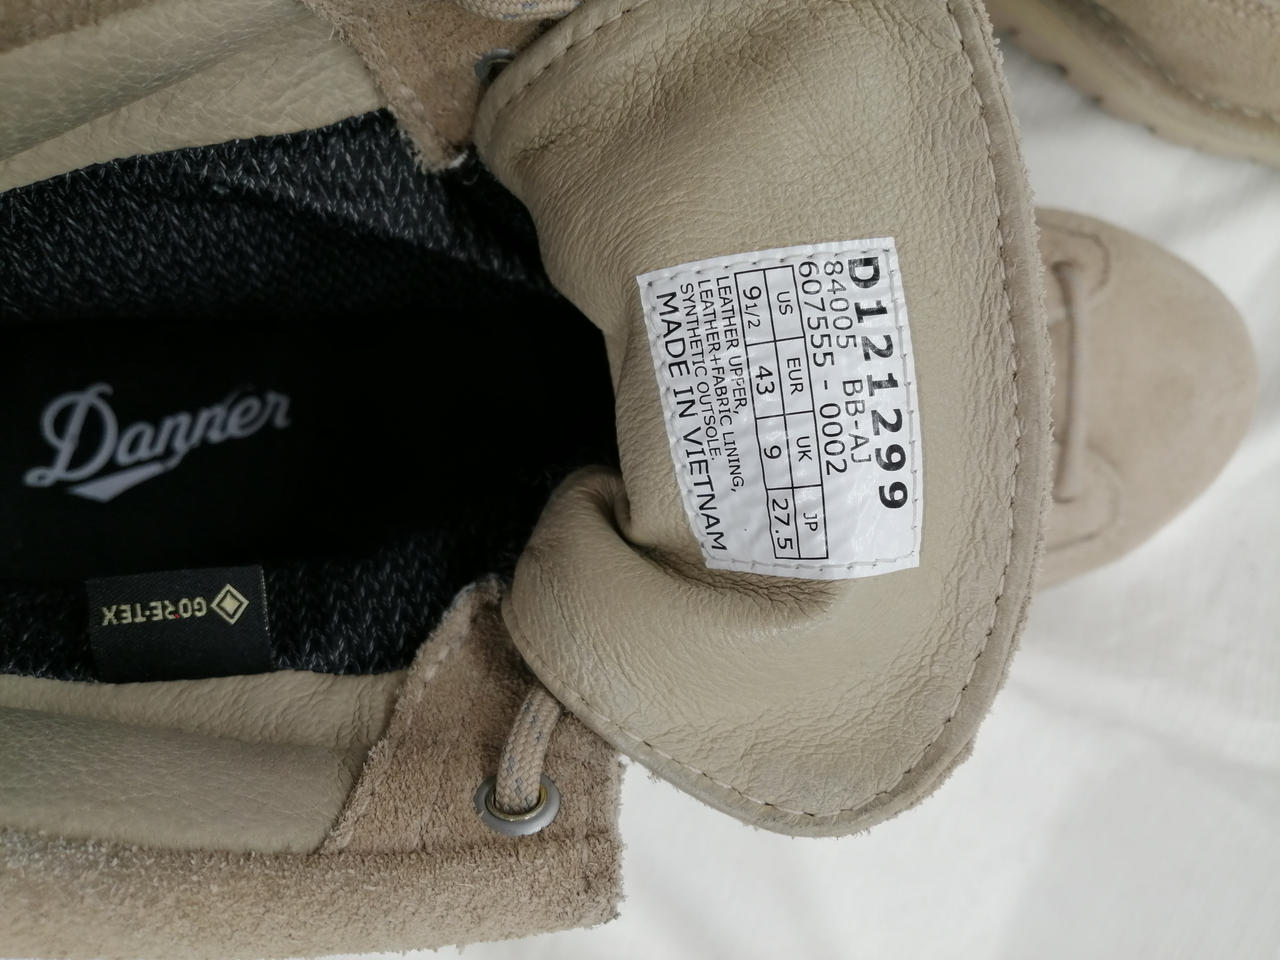 D121299
84005 BB-AJ
607555 - 0002
US EUR UK JP
9 1/2 43 9 27.5
LEATHER UPPER,
LEATHER+FABRIC LINING,
SYNTHETIC OUTSOLE.
MADE IN VIETNAM
Danner
GORE-TEX